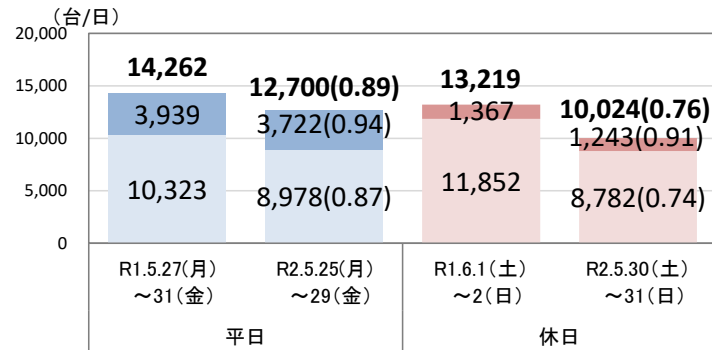 (台/日)
20,000
15,000
10,000
5,000
0
14,262
3,939
10,323
12,700(0.89)
3,722(0.94)
8,978(0.87)
13,219
1,367
11,852
10,024(0.76)
1,243(0.91)
8,782(0.74)
R1.5.27(月)
～31(金)
R2.5.25(月)
～29(金)
R1.6.1(土)
～2(日)
R2.5.30(土)
～31(日)
平日
休日